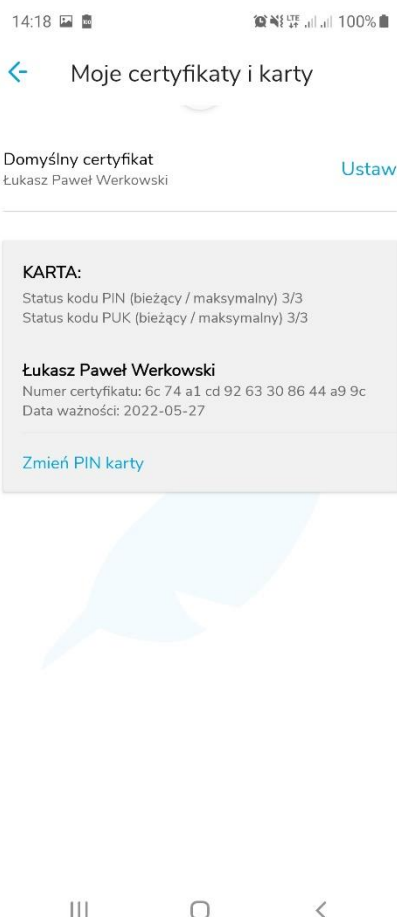 14:18
LTE 100%
Moje certyfikaty i karty
Domyślny certyfikat
Łukasz Paweł Werkowski
Ustaw
KARTA:
Status kodu PIN (bieżący / maksymalny) 3/3
Status kodu PUK (bieżący / maksymalny) 3/3
Łukasz Paweł Werkowski
Numer certyfikatu: 6c 74 a1 cd 92 63 30 86 44 a9 9c
Data ważności: 2022-05-27
Zmień PIN karty